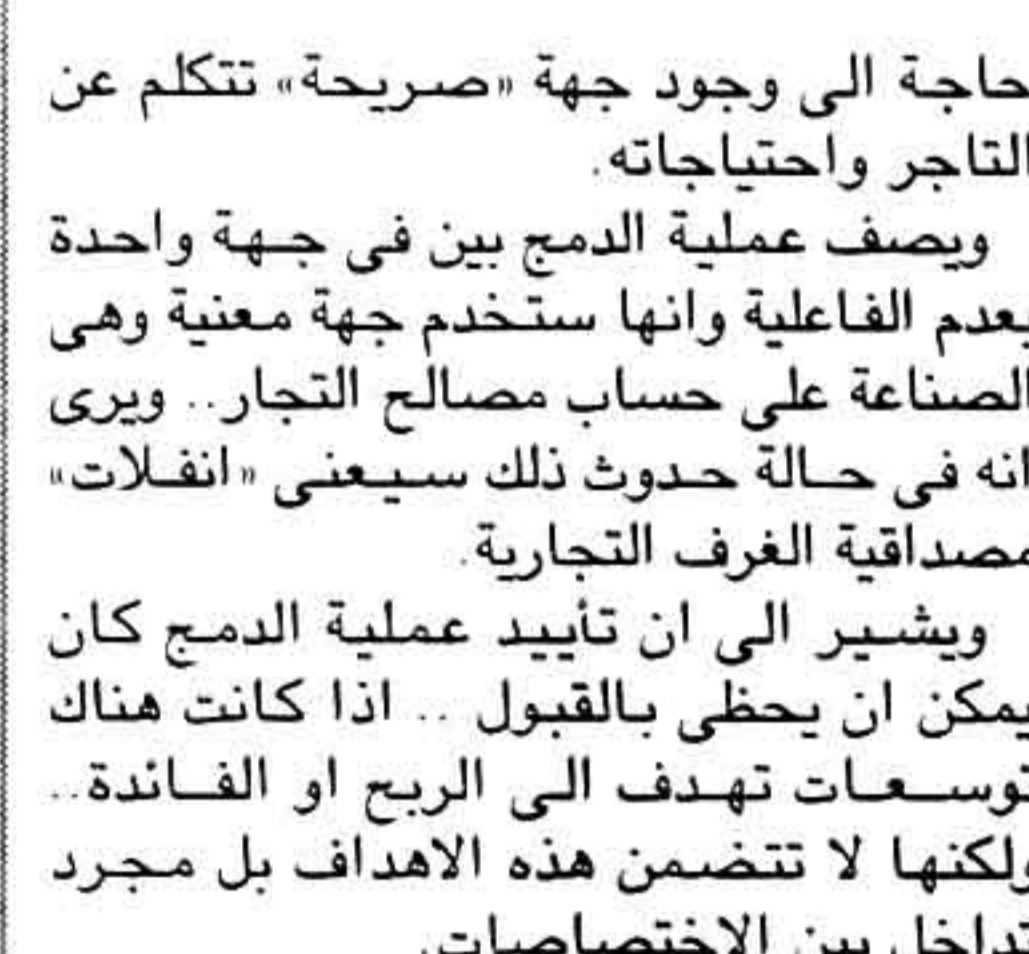 حاجة الى وجود جهة «صريحة» تتكلم عن
التاجر واحتياجاته.
ويصف عملية الدمج بين فى جهة واحدة
بعدم الفاعلية وانها ستخدم جهة معنية وهى
الصناعة على حساب مصالح التجار.. ويرى
انه فى حالة حدوث ذلك سيعنى «انفلات»
مصداقية الغرف التجارية.
ويشير الى ان تأييد عملية الدمج كان
يمكن ان يحظى بالقبول .. اذا كانت هناك
توسعات تهدف الى الربح او الفائدة..
ولكنها لا تتضمن هذه الاهداف بل مجرد
تداخل بين الاختصاصات.